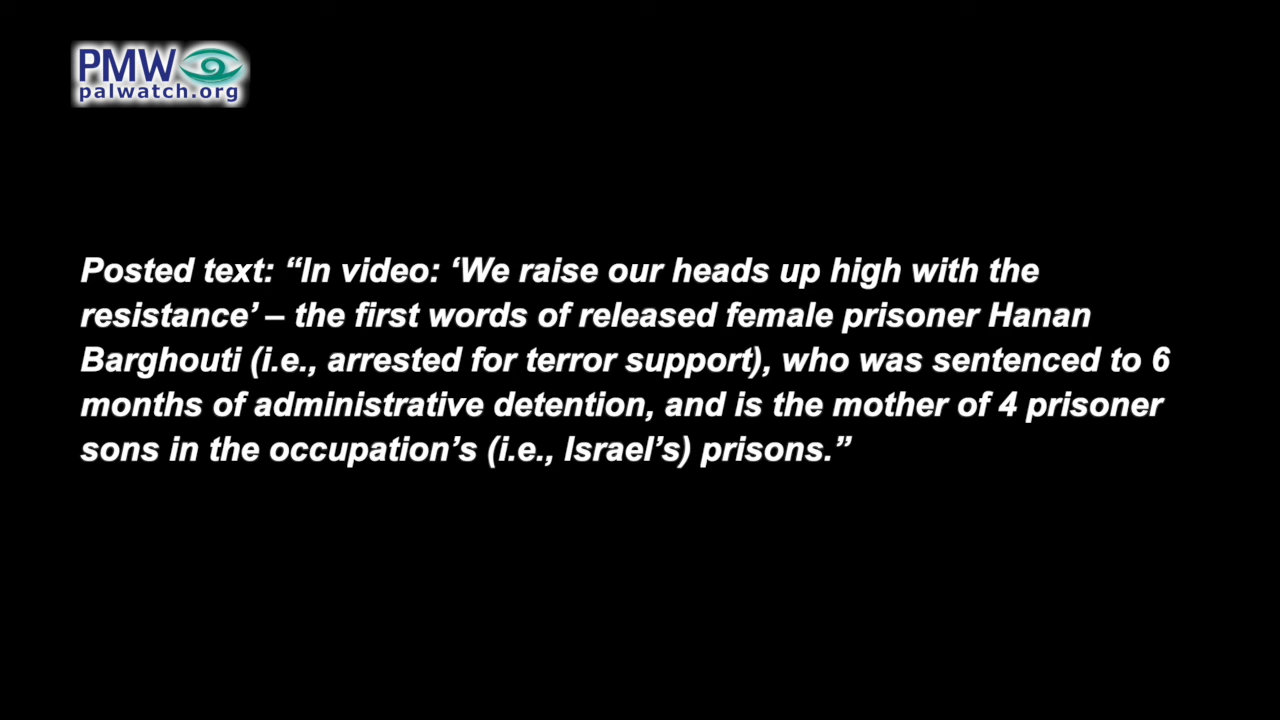 PMW
palwatch.org
Posted text: “In video: ‘We raise our heads up high with the
resistance’ – the first words of released female prisoner Hanan
Barghouti (i.e., arrested for terror support), who was sentenced to 6
months of administrative detention, and is the mother of 4 prisoner
sons in the occupation’s (i.e., Israel’s) prisons.”